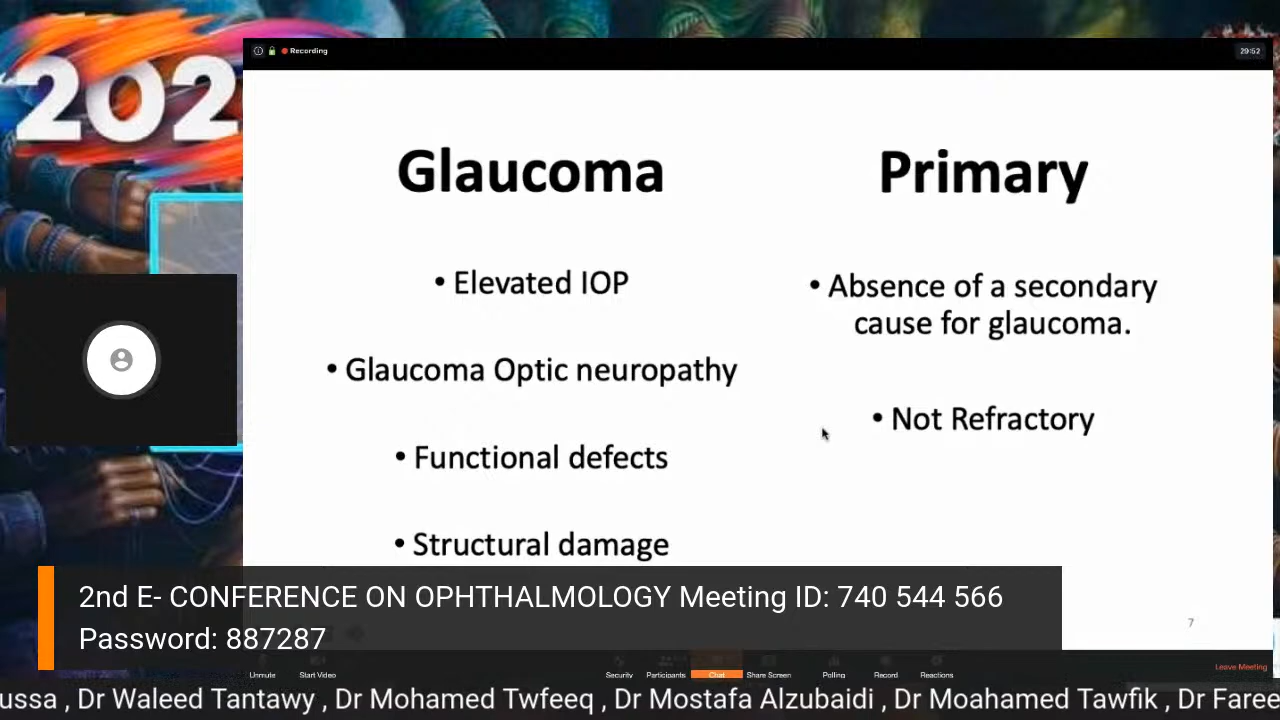 202
Recording
29:52
Glaucoma
Primary
• Elevated IOP
• Glaucoma Optic neuropathy
• Functional defects
• Structural damage
• Absence of a secondary
cause for glaucoma.
• Not Refractory
7
2nd E- CONFERENCE ON OPHTHALMOLOGY Meeting ID: 740 544 566
Password: 887287
Unmute Start Video Security Participants Chat Share Screen Polling Record Reactions Leave Meeting
ussa , Dr Waleed Tantawy , Dr Mohamed Twfeeq , Dr Mostafa Alzubaidi , Dr Moahamed Tawfik , Dr Faree